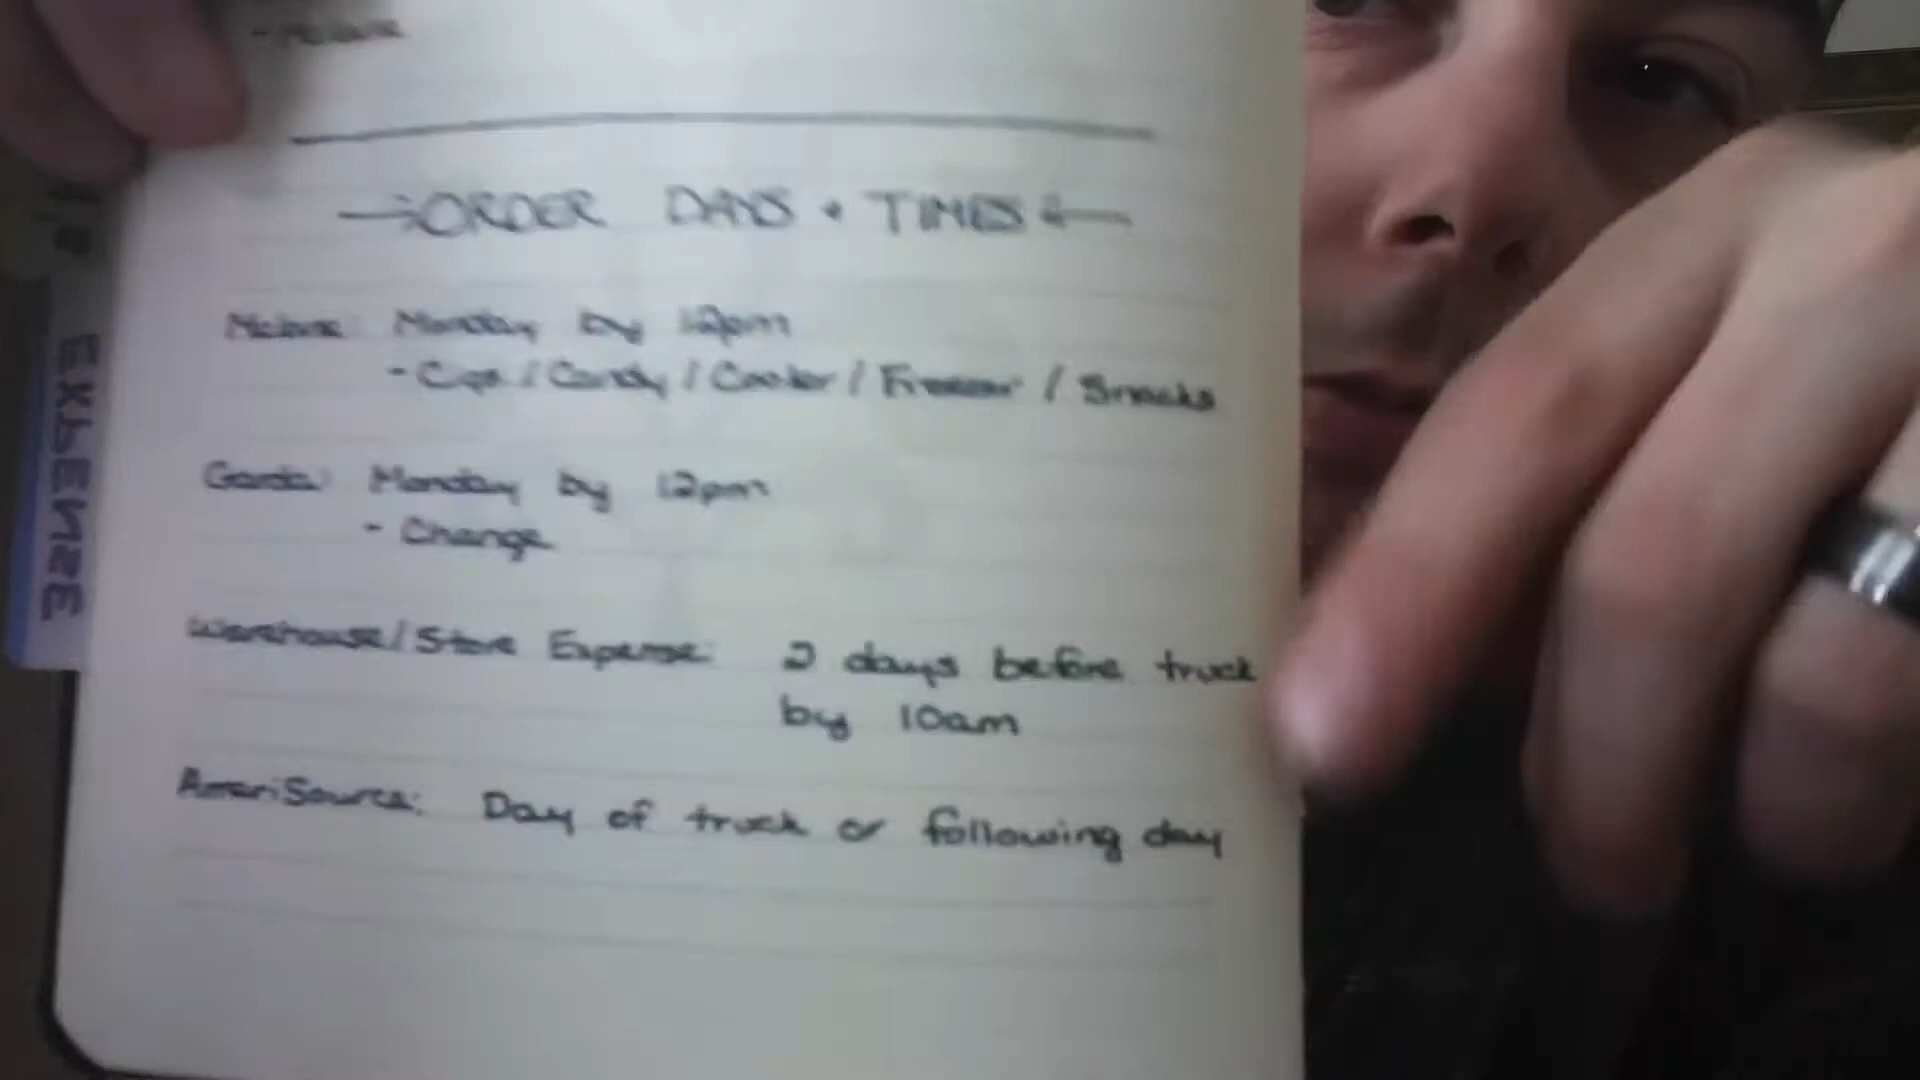 →ORDER DAYS + TIMES←
Mclane: Monday by 12pm
- Cigs / Candy / Cooler / Freezer / Snacks
Garda: Monday by 12pm
- Change
Warehouse/Store Expense: 2 days before truck
by 10am
AmeriSource: Day of truck or following day
EXPENSE